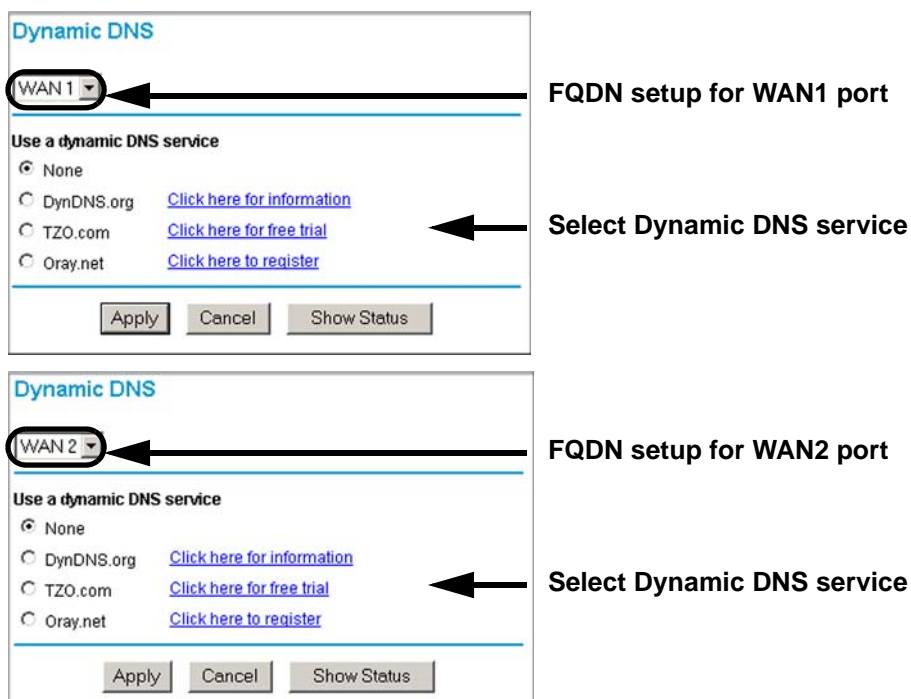 Dynamic DNS
WAN 1
FQDN setup for WAN1 port
Use a dynamic DNS service
None
DynDNS.org Click here for information
TZO.com Click here for free trial
Select Dynamic DNS service
Oray.net Click here to register
Apply Cancel Show Status
Dynamic DNS
WAN 2
FQDN setup for WAN2 port
Use a dynamic DNS service
None
DynDNS.org Click here for information
TZO.com Click here for free trial
Select Dynamic DNS service
Oray.net Click here to register
Apply Cancel Show Status